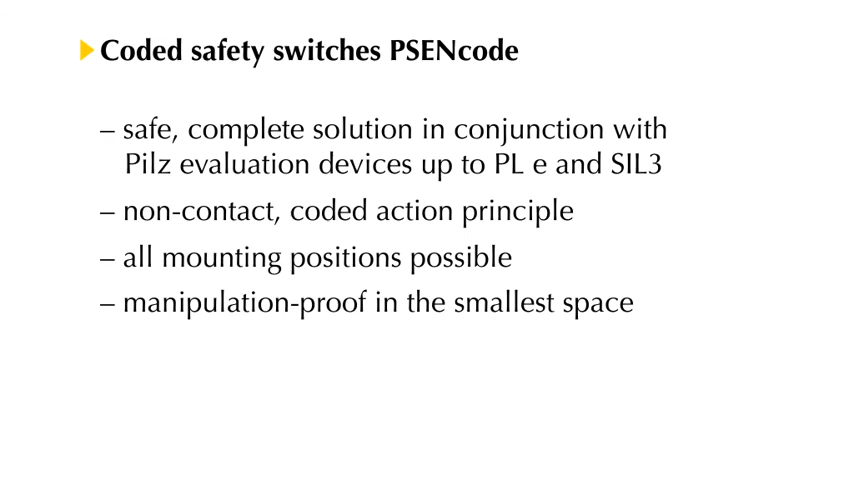 Coded safety switches PSENcode
– safe, complete solution in conjunction with
Pilz evaluation devices up to PL e and SIL3
– non-contact, coded action principle
– all mounting positions possible
– manipulation-proof in the smallest space